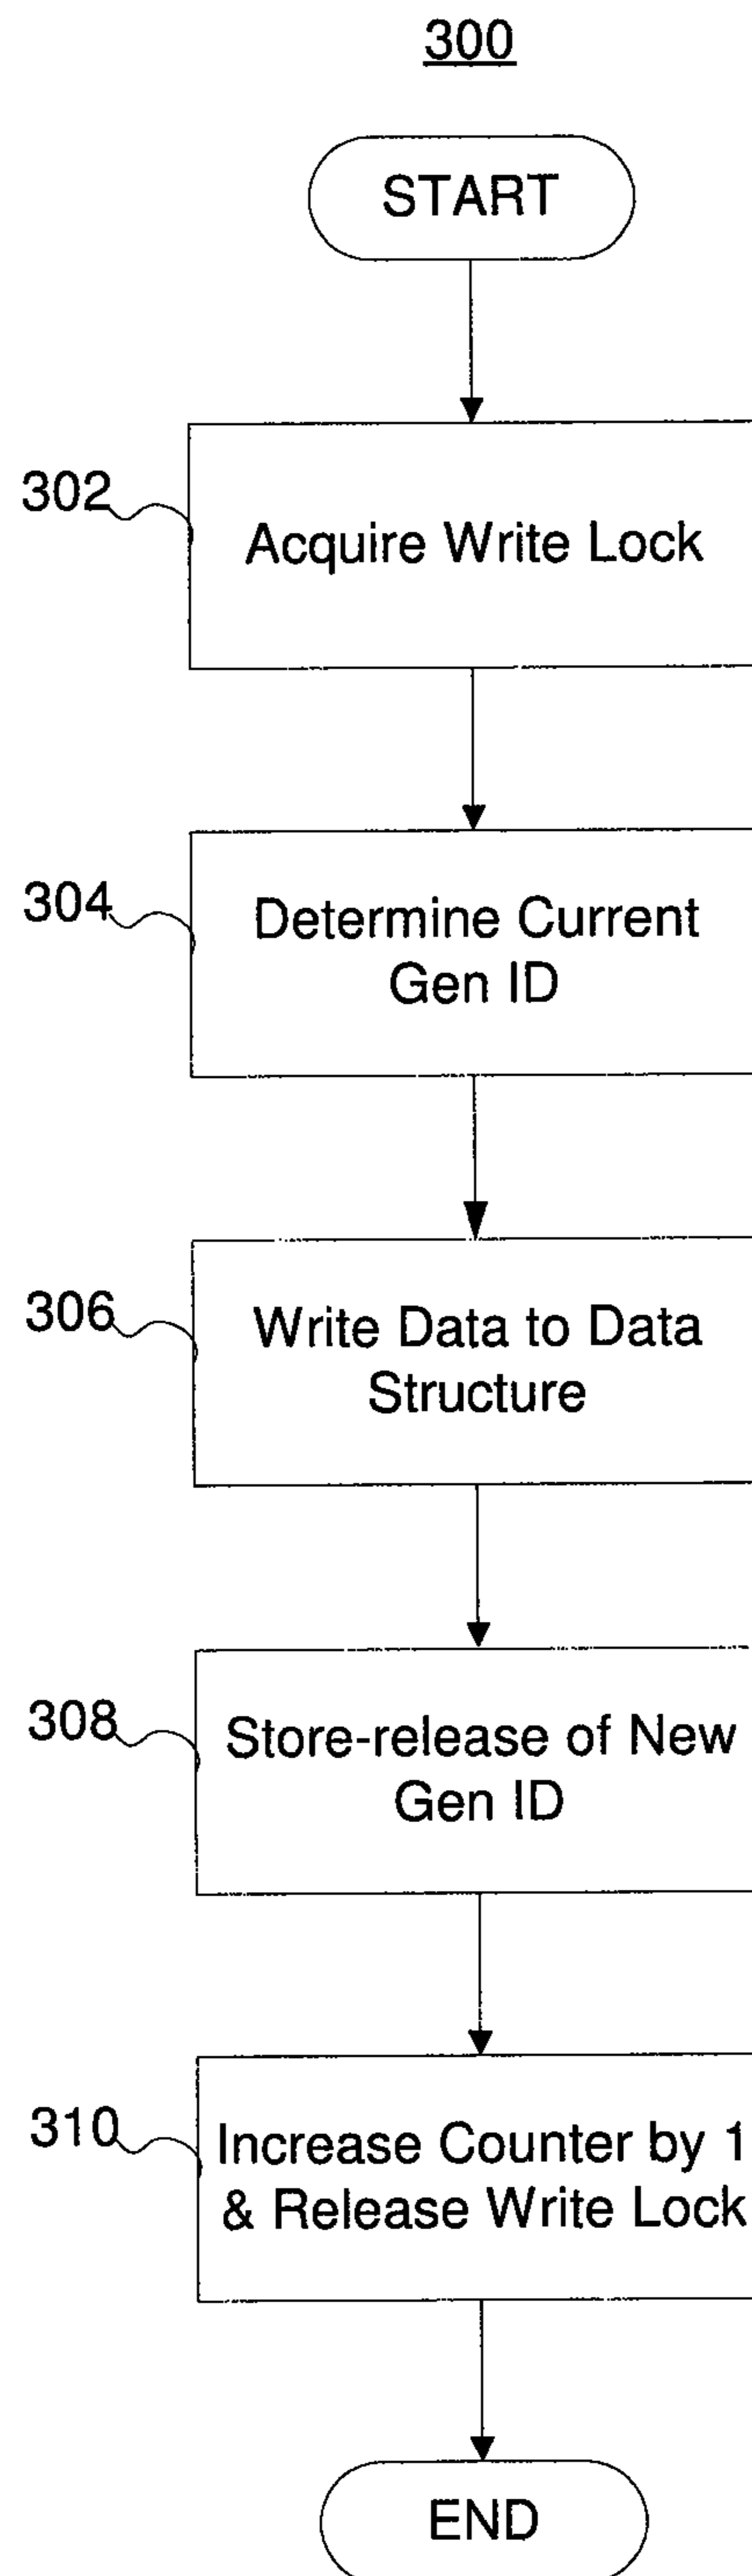 300
START
302
Acquire Write Lock
304
Determine Current
Gen ID
306
Write Data to Data
Structure
308
Store-release of New
Gen ID
310
Increase Counter by 1
& Release Write Lock
END